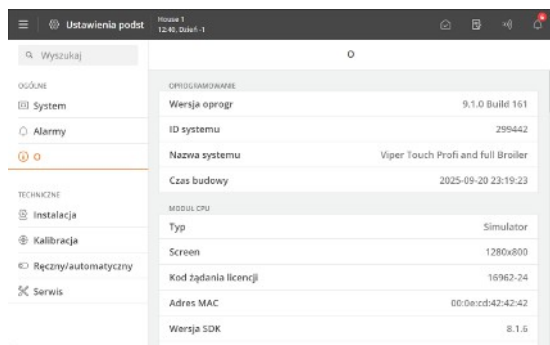 Ustawienia podst
House 1
12:40, Dzień -1
Wyszukaj
OGÓLNE
System
Alarmy
O
TECHNICZNE
Instalacja
Kalibracja
Ręczny/automatyczny
Serwis
O
OPROGRAMOWANIE
Wersja oprogr 9.1.0 Build 161
ID systemu 299442
Nazwa systemu Viper Touch Profi and full Broiler
Czas budowy 2025-09-20 23:19:23
MODUŁ CPU
Typ Simulator
Screen 1280x800
Kod żądania licencji 16962-24
Adres MAC 00:0e:cd:42:42:42
Wersja SDK 8.1.6